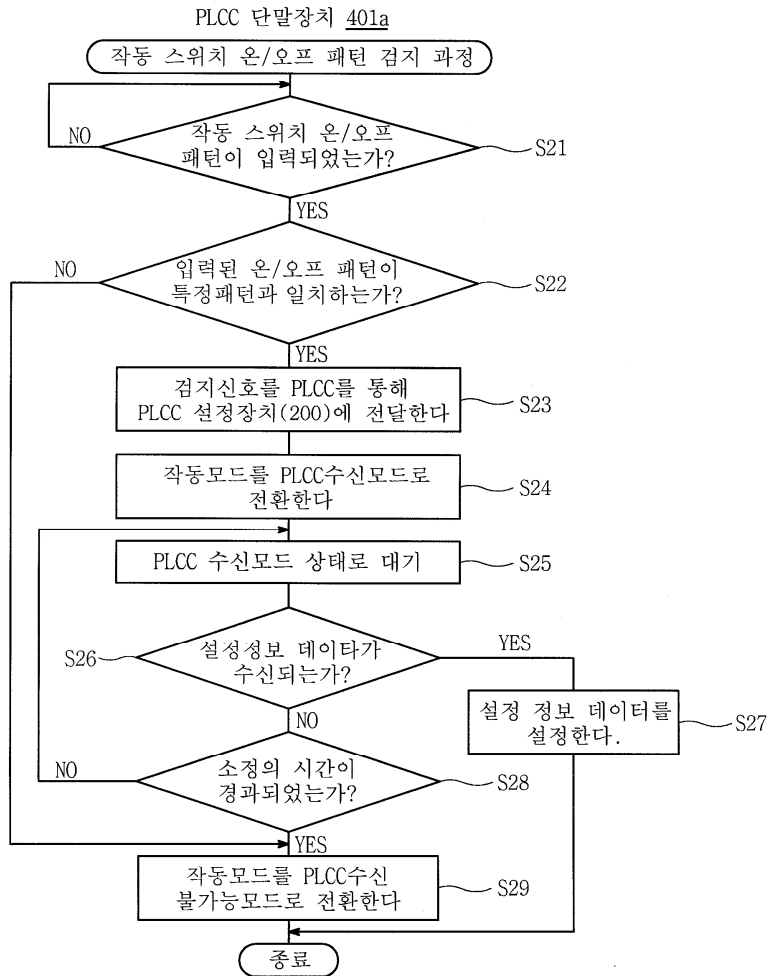 PLCC 단말장치 401a
작동 스위치 온/오프 패턴 검지 과정
NO
작동 스위치 온/오프
패턴이 입력되었는가?
S21
YES
NO
입력된 온/오프 패턴이
특정패턴과 일치하는가?
S22
YES
검지신호를 PLCC를 통해
PLCC 설정장치(200)에 전달한다
S23
작동모드를 PLCC수신모드로
전환한다
S24
PLCC 수신모드 상태로 대기
S25
S26
설정정보 데이타가
수신되는가?
YES
NO
설정 정보 데이터를
설정한다.
S27
NO
소정의 시간이
경과되었는가?
S28
YES
작동모드를 PLCC수신
불가능모드로 전환한다
S29
종료